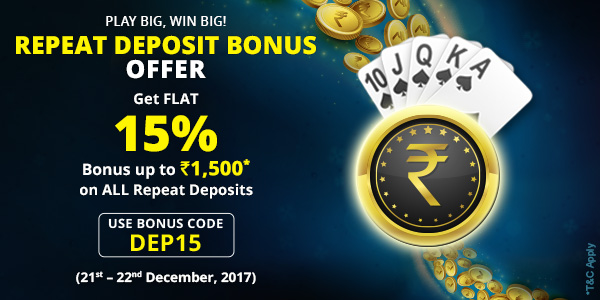 PLAY BIG, WIN BIG!
REPEAT DEPOSIT BONUS
OFFER
Get FLAT
15%
Bonus up to ₹1,500*
on ALL Repeat Deposits
USE BONUS CODE
DEP15
(21st – 22nd December, 2017)
10 J Q K A
₹
*T&C Apply